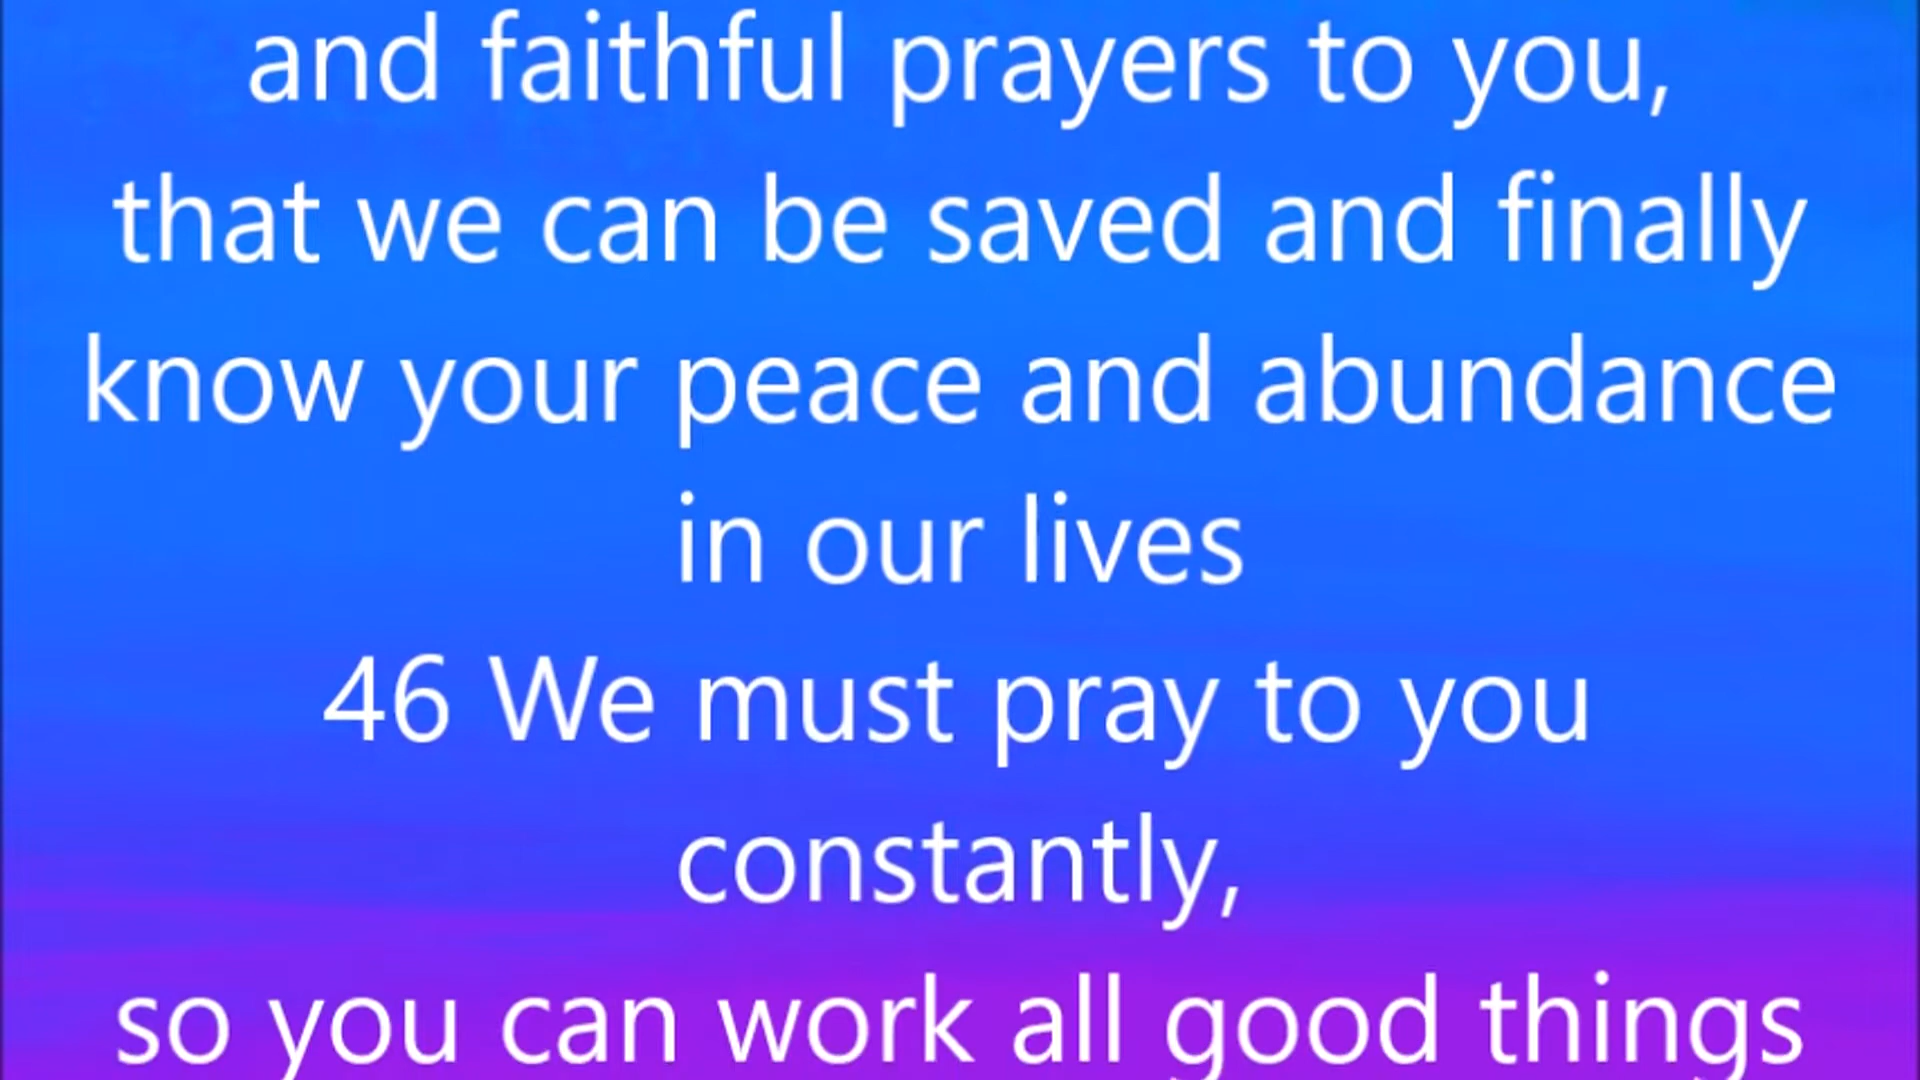 and faithful prayers to you,
that we can be saved and finally
know your peace and abundance
in our lives
46 We must pray to you
constantly,
so you can work all good things